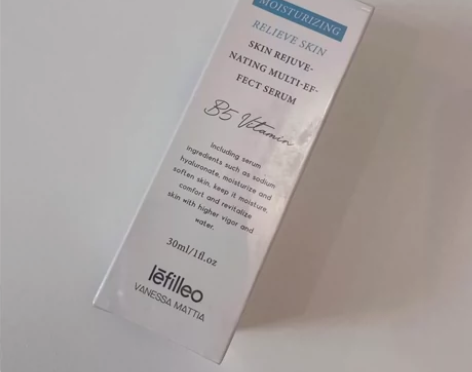 MOISTURIZING
RELIEVE SKIN
SKIN REJUVE-
NATING MULTI-EF-
FECT SERUM
B5 Vitamin
Including serum
ingredients such as sodium
hyaluronate, moisturize and
soften skin, keep it moisture,
comfort and revitalize
skin with higher vigor and
water.
30ml/1fl.oz
lēfilleo
VANESSA MATTIA